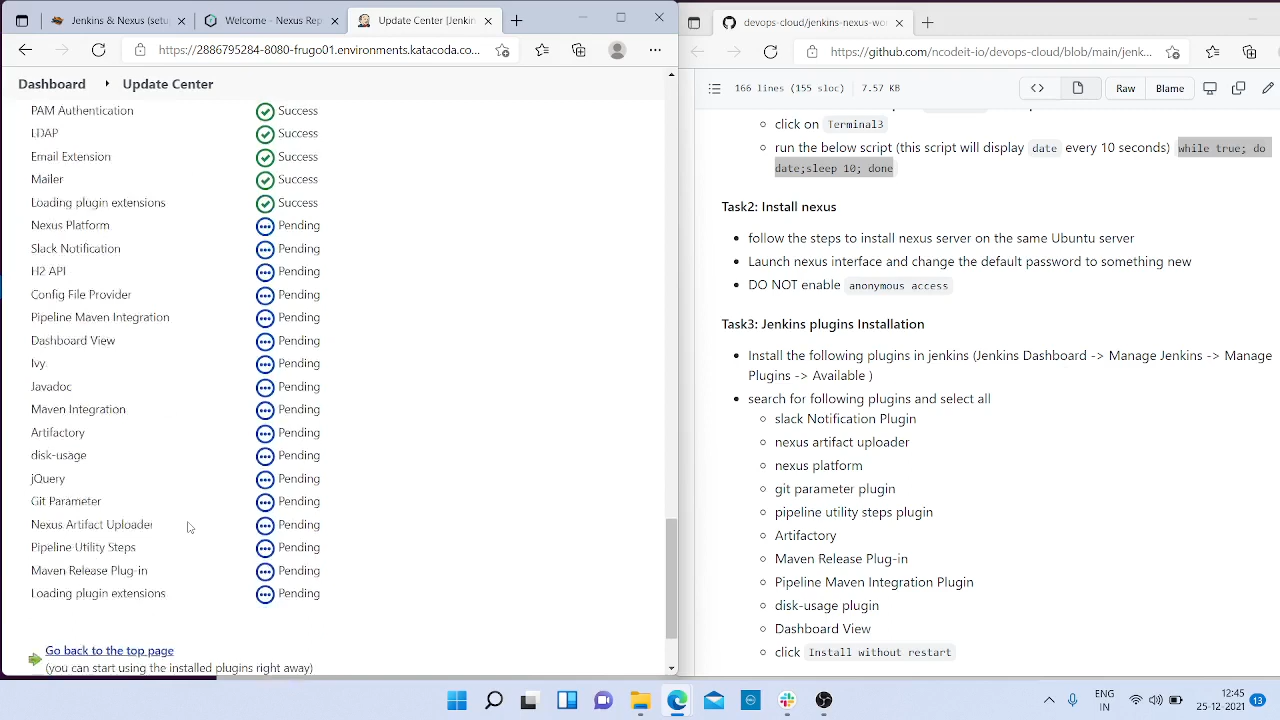 Jenkins & Nexus (setu
Welcome - Nexus Rep
Update Center [Jenkin
https://2886795284-8080-frugo01.environments.katacoda.co...
Dashboard
Update Center
PAM Authentication Success
LDAP Success
Email Extension Success
Mailer Success
Loading plugin extensions Success
Nexus Platform Pending
Slack Notification Pending
H2 API Pending
Config File Provider Pending
Pipeline Maven Integration Pending
Dashboard View Pending
Ivy Pending
Javadoc Pending
Maven Integration Pending
Artifactory Pending
disk-usage Pending
jQuery Pending
Git Parameter Pending
Nexus Artifact Uploader Pending
Pipeline Utility Steps Pending
Maven Release Plug-in Pending
Loading plugin extensions Pending
Go back to the top page
(you can start using the installed plugins right away)
devops-cloud/jenkins-nexus-wo
https://github.com/ncodeit-io/devops-cloud/blob/main/jenk...
166 lines (155 sloc) 7.57 KB
Raw
Blame
click on Terminal3
run the below script (this script will display date every 10 seconds) while true; do
date;sleep 10; done
Task2: Install nexus
follow the steps to install nexus server on the same Ubuntu server
Launch nexus interface and change the default password to something new
DO NOT enable anonymous access
Task3: Jenkins plugins Installation
Install the following plugins in jenkins (Jenkins Dashboard -> Manage Jenkins -> Manage
Plugins -> Available )
search for following plugins and select all
slack Notification Plugin
nexus artifact uploader
nexus platform
git parameter plugin
pipeline utility steps plugin
Artifactory
Maven Release Plug-in
Pipeline Maven Integration Plugin
disk-usage plugin
Dashboard View
click Install without restart
ENG
IN
12:45
25-12-2021
13